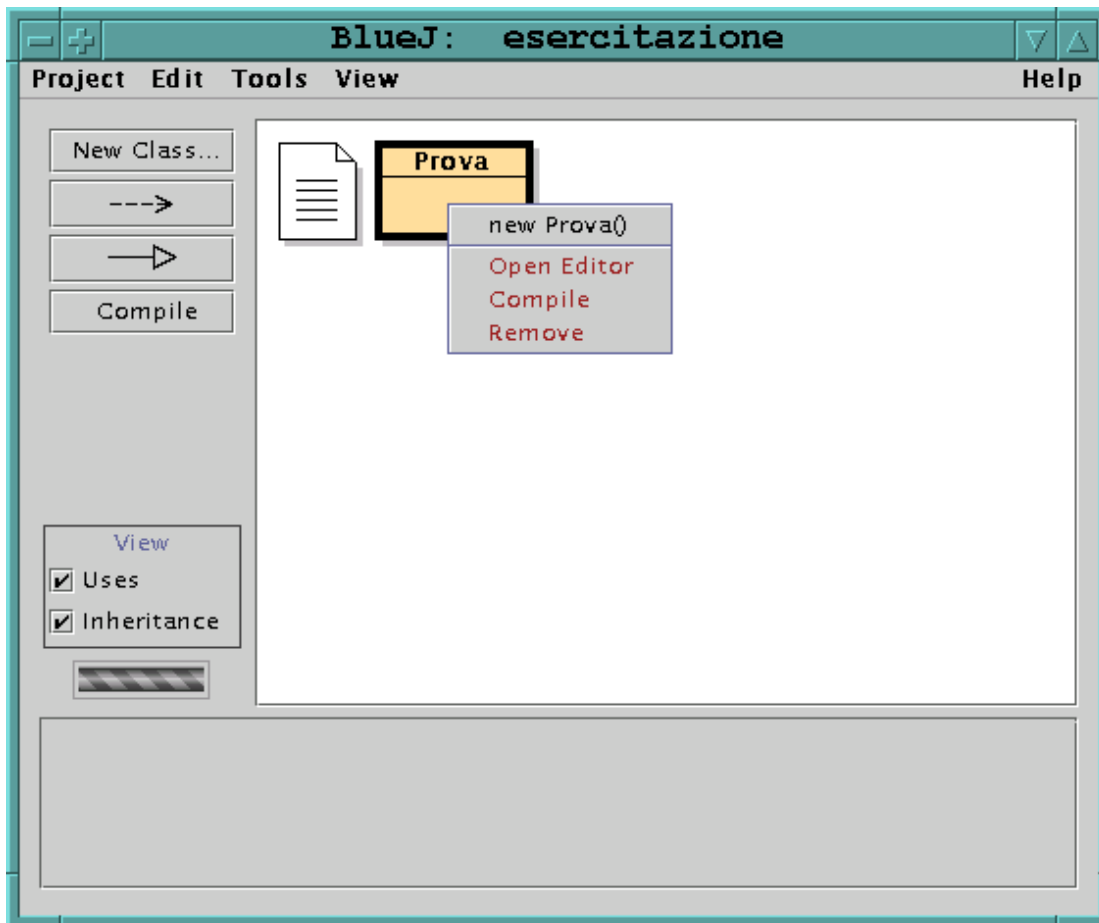 BlueJ: esercitazione
Project Edit Tools View Help
New Class...
Prova
new Prova()
Open Editor
Compile
Compile
Remove
View
Uses
Inheritance